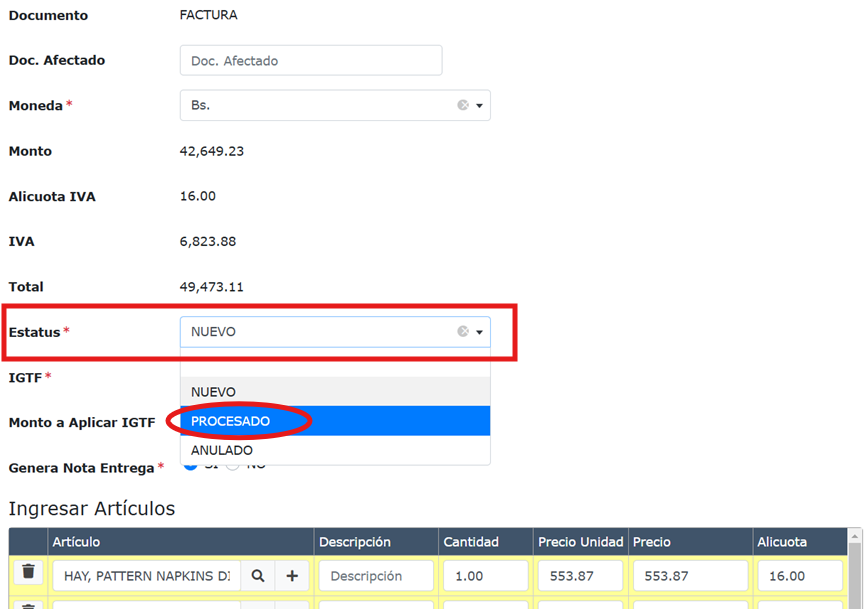 Documento FACTURA
Doc. Afectado Doc. Afectado
Moneda * Bs.
Monto 42,649.23
Alicuota IVA 16.00
IVA 6,823.88
Total 49,473.11
Estatus * NUEVO
IGTF *
NUEVO
PROCESADO
Monto a Aplicar IGTF
ANULADO
Genera Nota Entrega * SI NO
Ingresar Artículos
Artículo Descripción Cantidad Precio Unidad Precio Alicuota
HAY, PATTERN NAPKINS DI Descripción 1.00 553.87 553.87 16.00